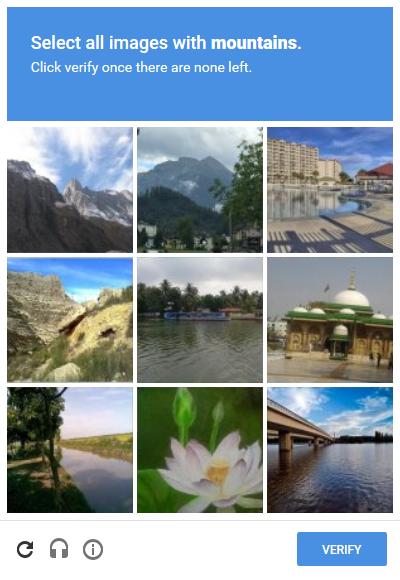 Select all images with mountains.
Click verify once there are none left.
VERIFY